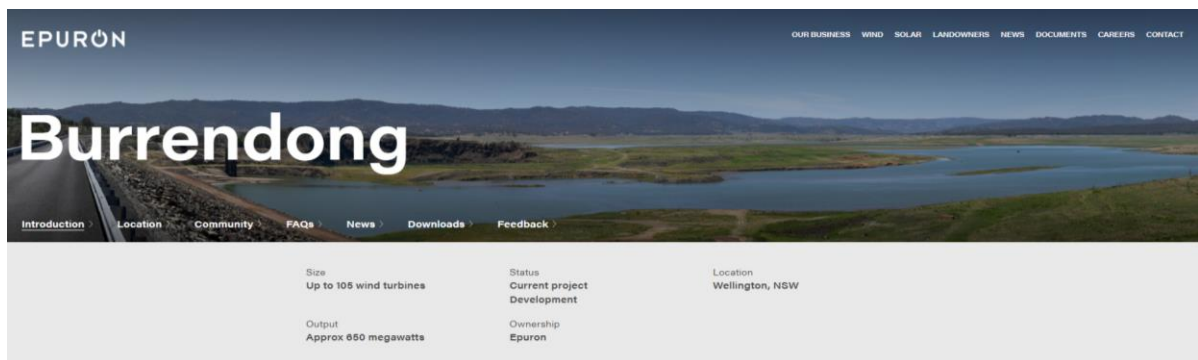 EPURON
OUR BUSINESS WIND SOLAR LANDOWNERS NEWS DOCUMENTS CAREERS CONTACT
Burrendong
Introduction Location Community FAQs News Downloads Feedback
Size
Up to 105 wind turbines
Status
Current project
Development
Location
Wellington, NSW
Output
Approx 650 megawatts
Ownership
Epuron